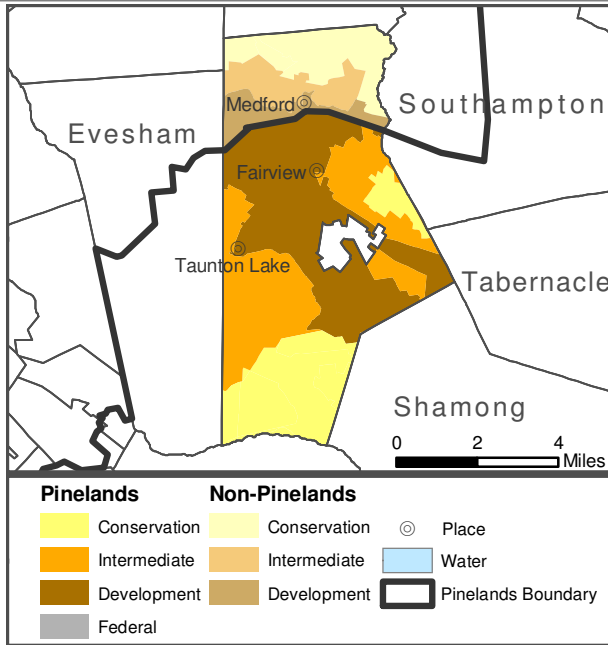 Medford
Southampton
Evesham
Fairview
Taunton Lake
Tabernacle
Shamong
0 2 4
Miles
Pinelands Non-Pinelands
Conservation Conservation Place
Intermediate Intermediate Water
Development Development Pinelands Boundary
Federal